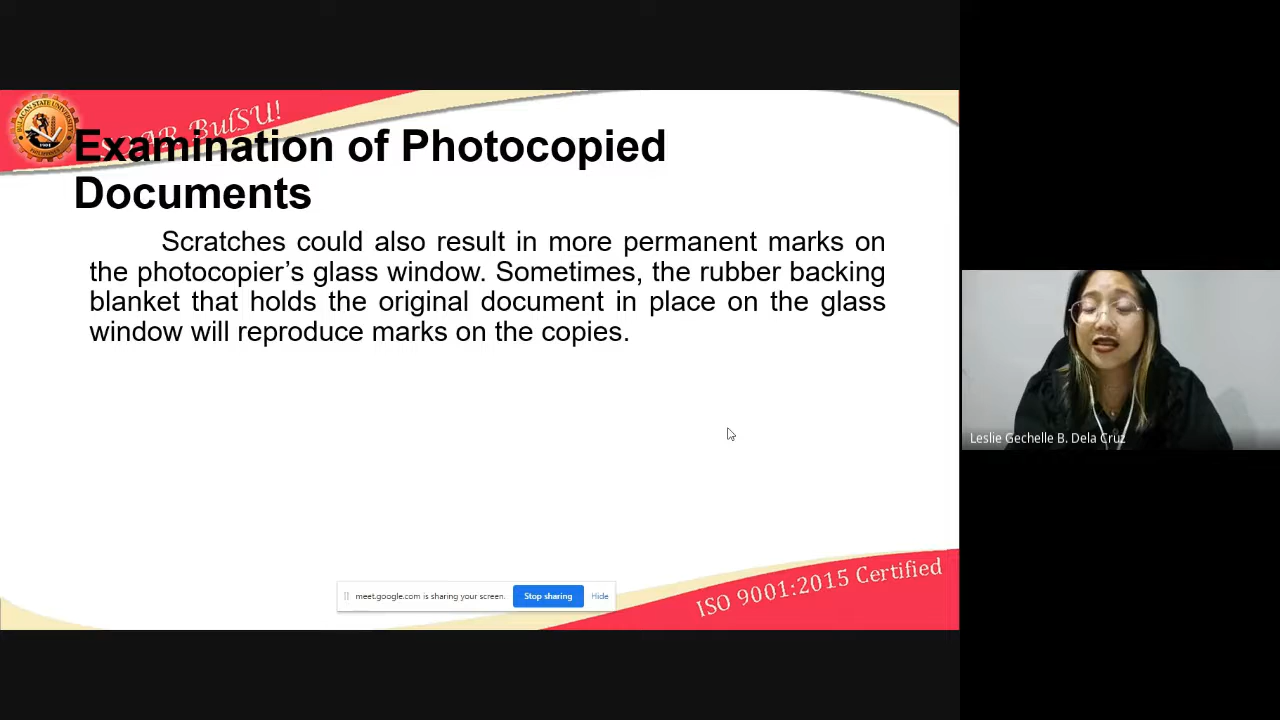 SOAR BulSU!
Examination of Photocopied
Documents
Scratches could also result in more permanent marks on
the photocopier’s glass window. Sometimes, the rubber backing
blanket that holds the original document in place on the glass
window will reproduce marks on the copies.
Leslie Gechelle B. Dela Cruz
ISO 9001:2015 Certified
meet.google.com is sharing your screen.
Stop sharing
Hide